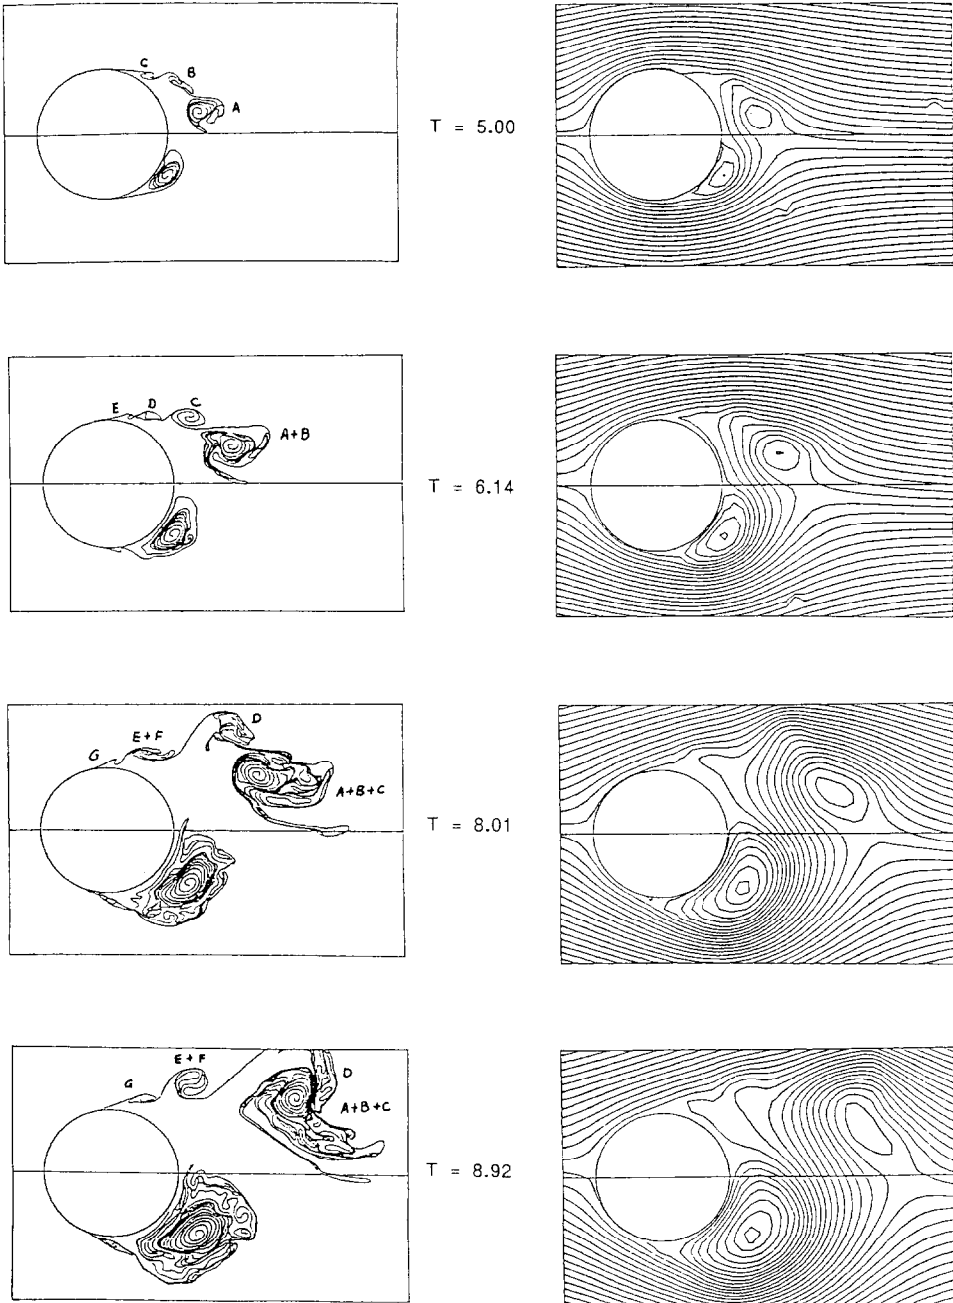 C
B
A
T = 5.00
E D C
A+B
T = 6.14
D
E+F
G
A+B+C
T = 8.01
E+F
D
G
A+B+C
T = 8.92